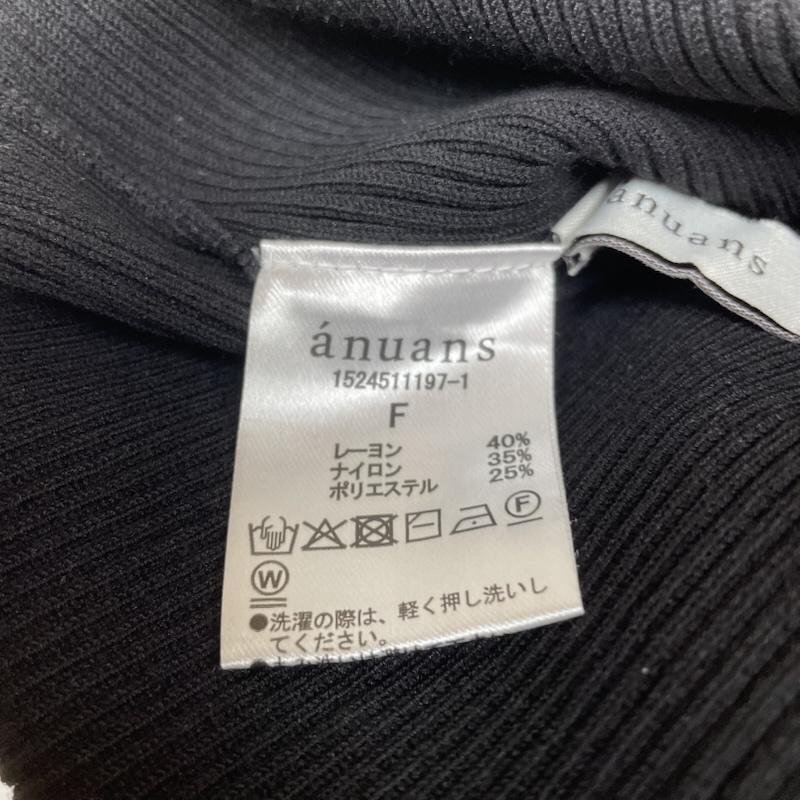 ánuans
ánuans
1524511197-1
F
レーヨン 40%
ナイロン 35%
ポリエステル 25%
F
W
●洗濯の際は、軽く押し洗いし
てください。